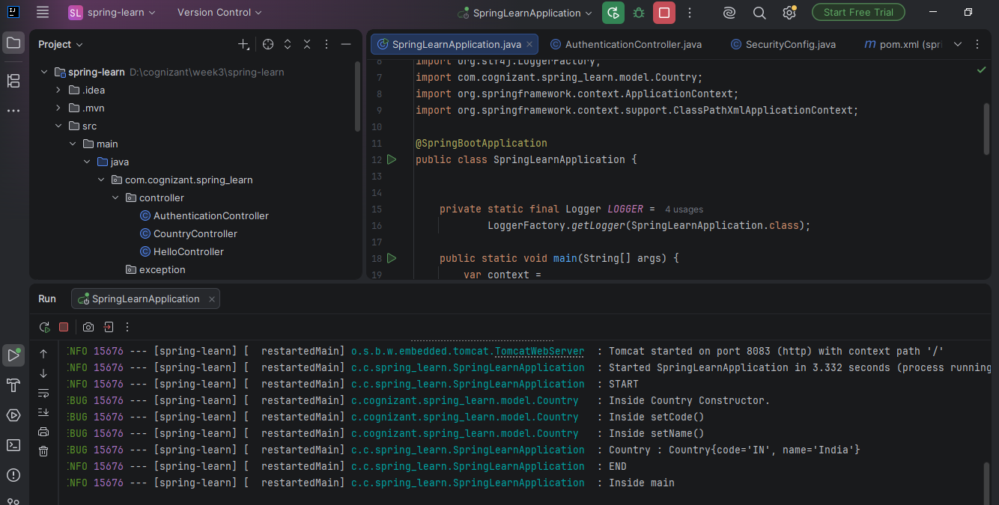 SL spring-learn Version Control SpringLearnApplication Start Free Trial
Project
spring-learn D:\cognizant\week3\spring-learn
.idea
.mvn
src
main
java
com.cognizant.spring_learn
controller
AuthenticationController
CountryController
HelloController
exception
SpringLearnApplication.java AuthenticationController.java SecurityConfig.java pom.xml (spri
6 import org.slf4j.LoggerFactory;
7 import com.cognizant.spring_learn.model.Country;
8 import org.springframework.context.ApplicationContext;
9 import org.springframework.context.support.ClassPathXmlApplicationContext;
10
11 @SpringBootApplication
12 public class SpringLearnApplication {
13
14
15 private static final Logger LOGGER = 4 usages
16 LoggerFactory.getLogger(SpringLearnApplication.class);
17
18 public static void main(String[] args) {
19 var context =
Run SpringLearnApplication
INFO 15676 --- [spring-learn] [ restartedMain] o.s.b.w.embedded.tomcat.TomcatWebServer : Tomcat started on port 8083 (http) with context path '/'
INFO 15676 --- [spring-learn] [ restartedMain] c.c.spring_learn.SpringLearnApplication : Started SpringLearnApplication in 3.332 seconds (process running
INFO 15676 --- [spring-learn] [ restartedMain] c.c.spring_learn.SpringLearnApplication : START
EBUG 15676 --- [spring-learn] [ restartedMain] c.cognizant.spring_learn.model.Country : Inside Country Constructor.
EBUG 15676 --- [spring-learn] [ restartedMain] c.cognizant.spring_learn.model.Country : Inside setCode()
EBUG 15676 --- [spring-learn] [ restartedMain] c.cognizant.spring_learn.model.Country : Inside setName()
EBUG 15676 --- [spring-learn] [ restartedMain] c.c.spring_learn.SpringLearnApplication : Country : Country{code='IN', name='India'}
INFO 15676 --- [spring-learn] [ restartedMain] c.c.spring_learn.SpringLearnApplication : END
INFO 15676 --- [spring-learn] [ restartedMain] c.c.spring_learn.SpringLearnApplication : Inside main